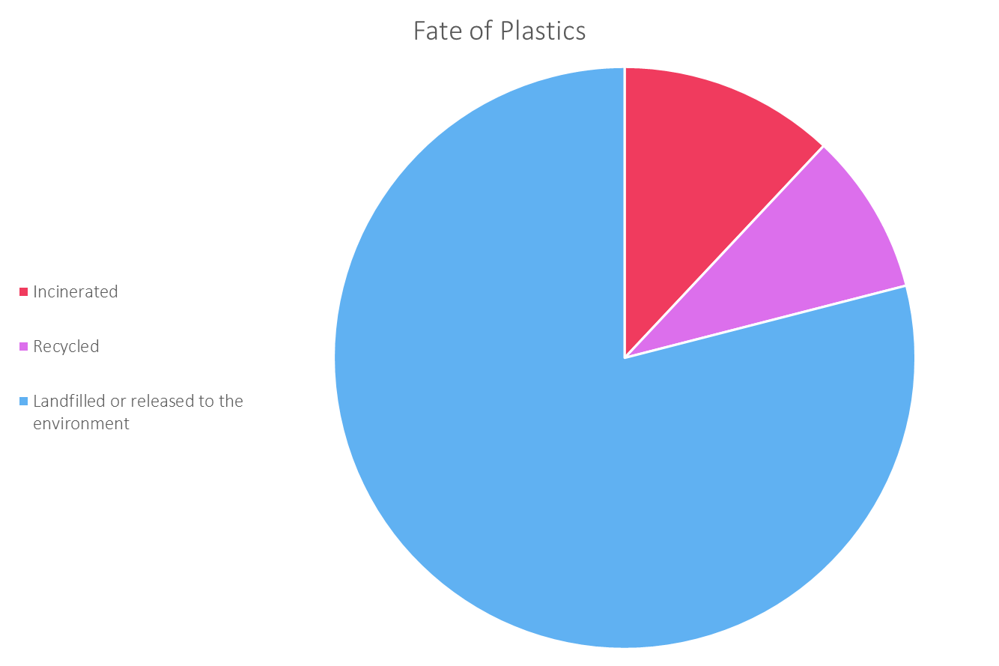 Fate of Plastics
Incinerated
Recycled
Landfilled or released to the
environment